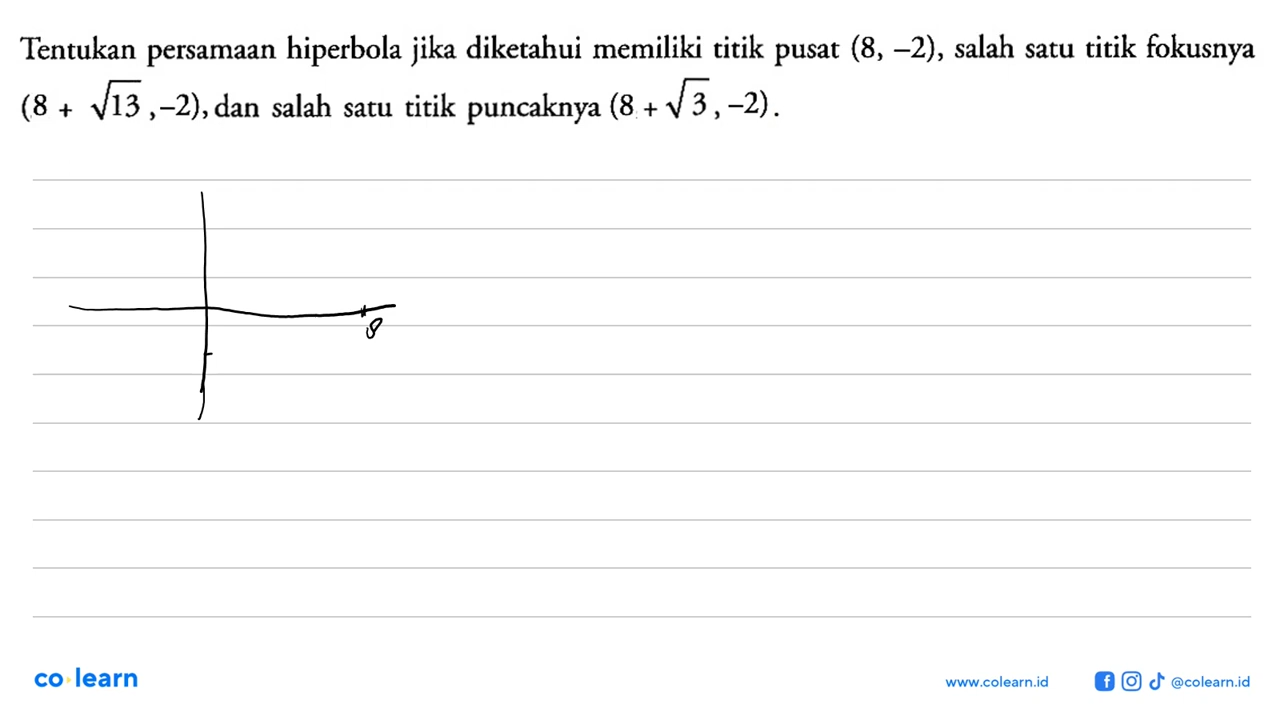 Tentukan persamaan hiperbola jika diketahui memiliki titik pusat (8, –2), salah satu titik fokusnya
(8 + √13 ,–2), dan salah satu titik puncaknya (8 + √3 , –2).
8
co learn
www.colearn.id
@colearn.id